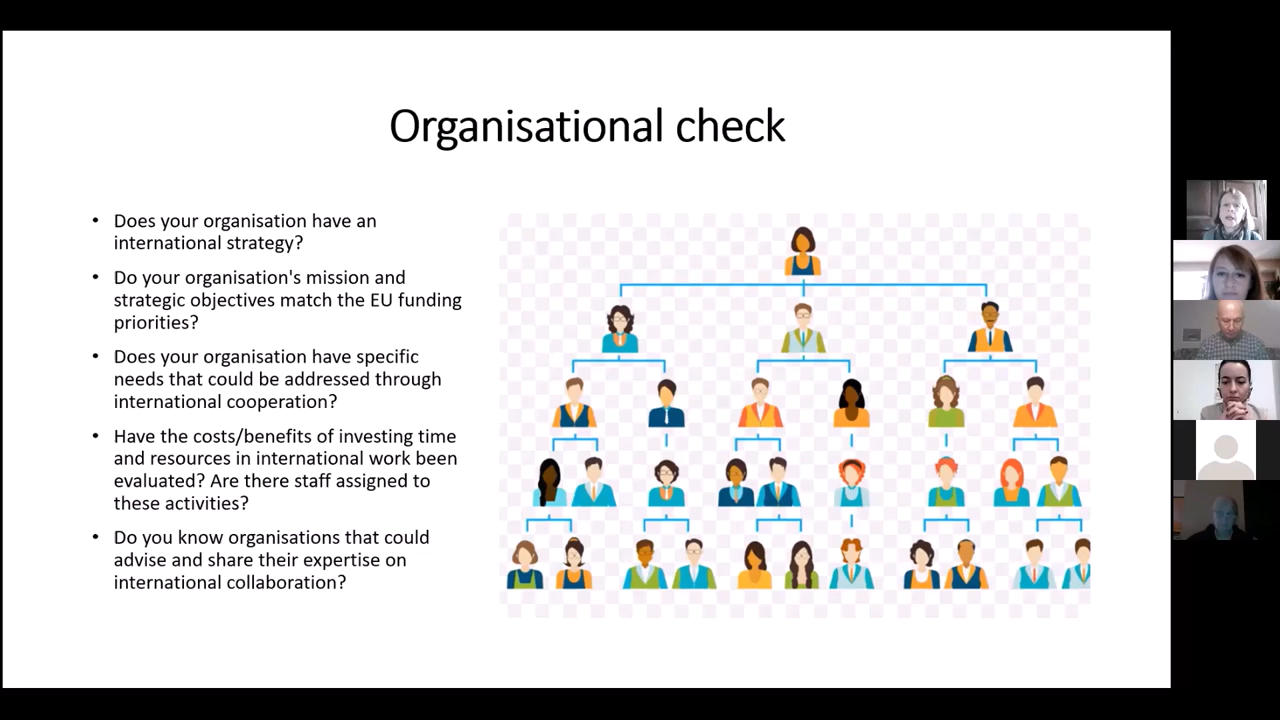 Organisational check
• Does your organisation have an
international strategy?
• Do your organisation's mission and
strategic objectives match the EU funding
priorities?
• Does your organisation have specific
needs that could be addressed through
international cooperation?
• Have the costs/benefits of investing time
and resources in international work been
evaluated? Are there staff assigned to
these activities?
• Do you know organisations that could
advise and share their expertise on
international collaboration?